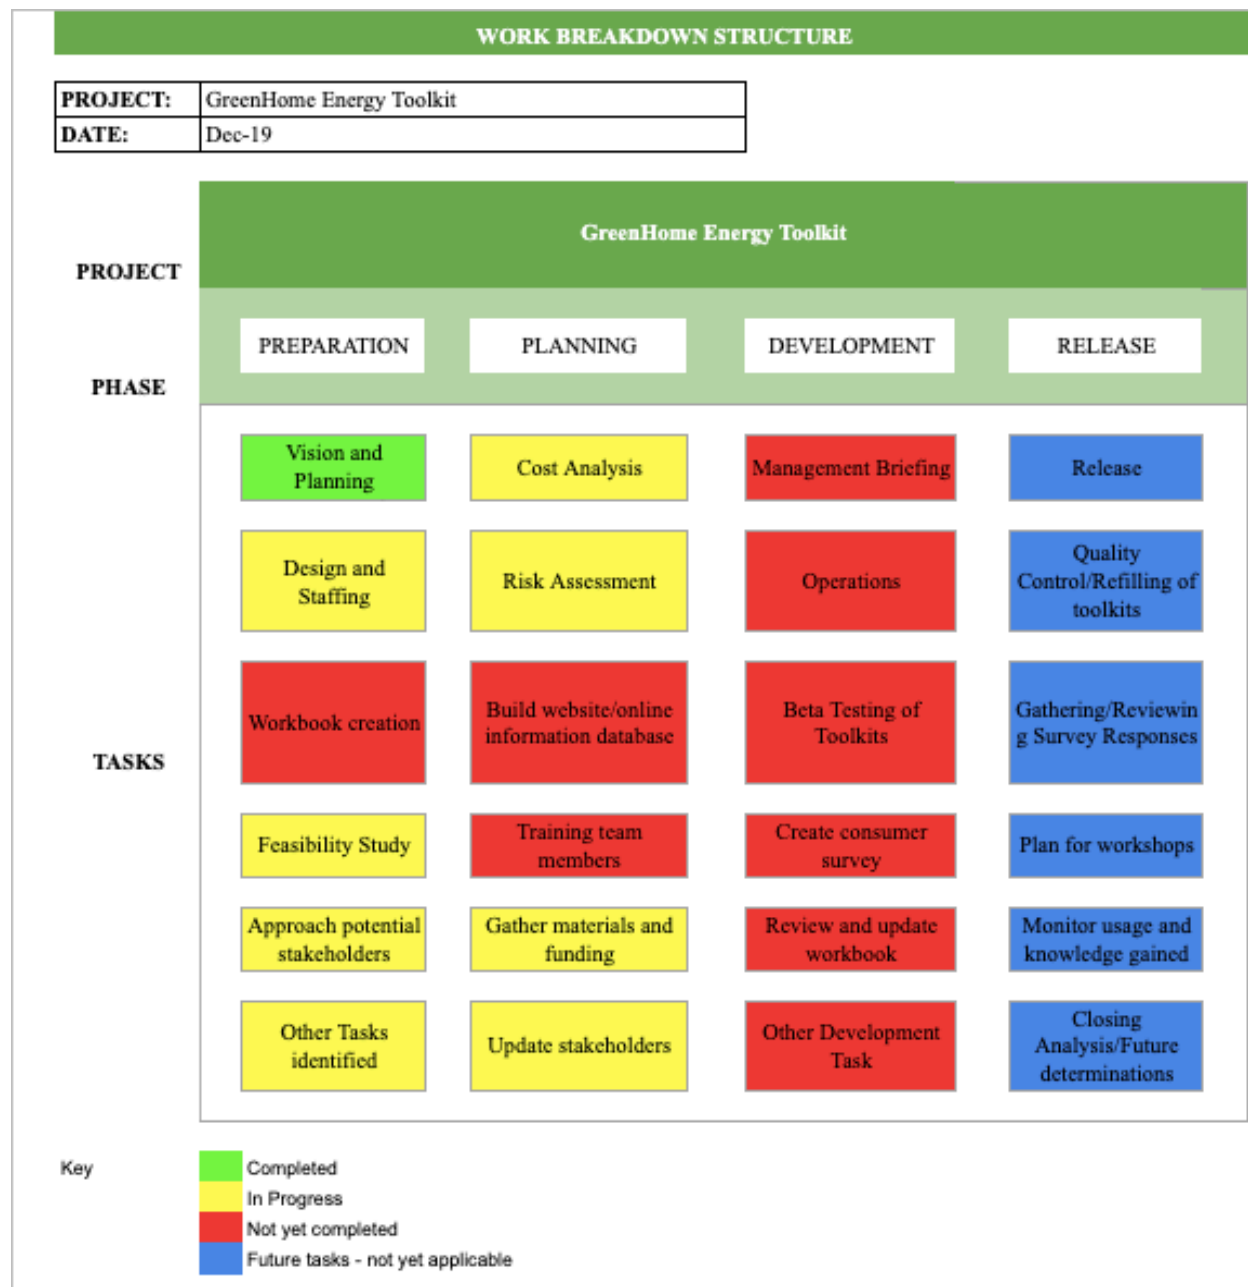 WORK BREAKDOWN STRUCTURE
PROJECT: GreenHome Energy Toolkit
DATE: Dec-19
GreenHome Energy Toolkit
PROJECT
PREPARATION PLANNING DEVELOPMENT RELEASE
PHASE
Vision and
Planning
Cost Analysis
Management Briefing
Release
Design and
Staffing
Risk Assessment
Operations
Quality
Control/Refilling of
toolkits
TASKS
Workbook creation
Build website/online
information database
Beta Testing of
Toolkits
Gathering/Reviewin
g Survey Responses
Feasibility Study
Training team
members
Create consumer
survey
Plan for workshops
Approach potential
stakeholders
Gather materials and
funding
Review and update
workbook
Monitor usage and
knowledge gained
Other Tasks
identified
Update stakeholders
Other Development
Task
Closing
Analysis/Future
determinations
Key
Completed
In Progress
Not yet completed
Future tasks - not yet applicable